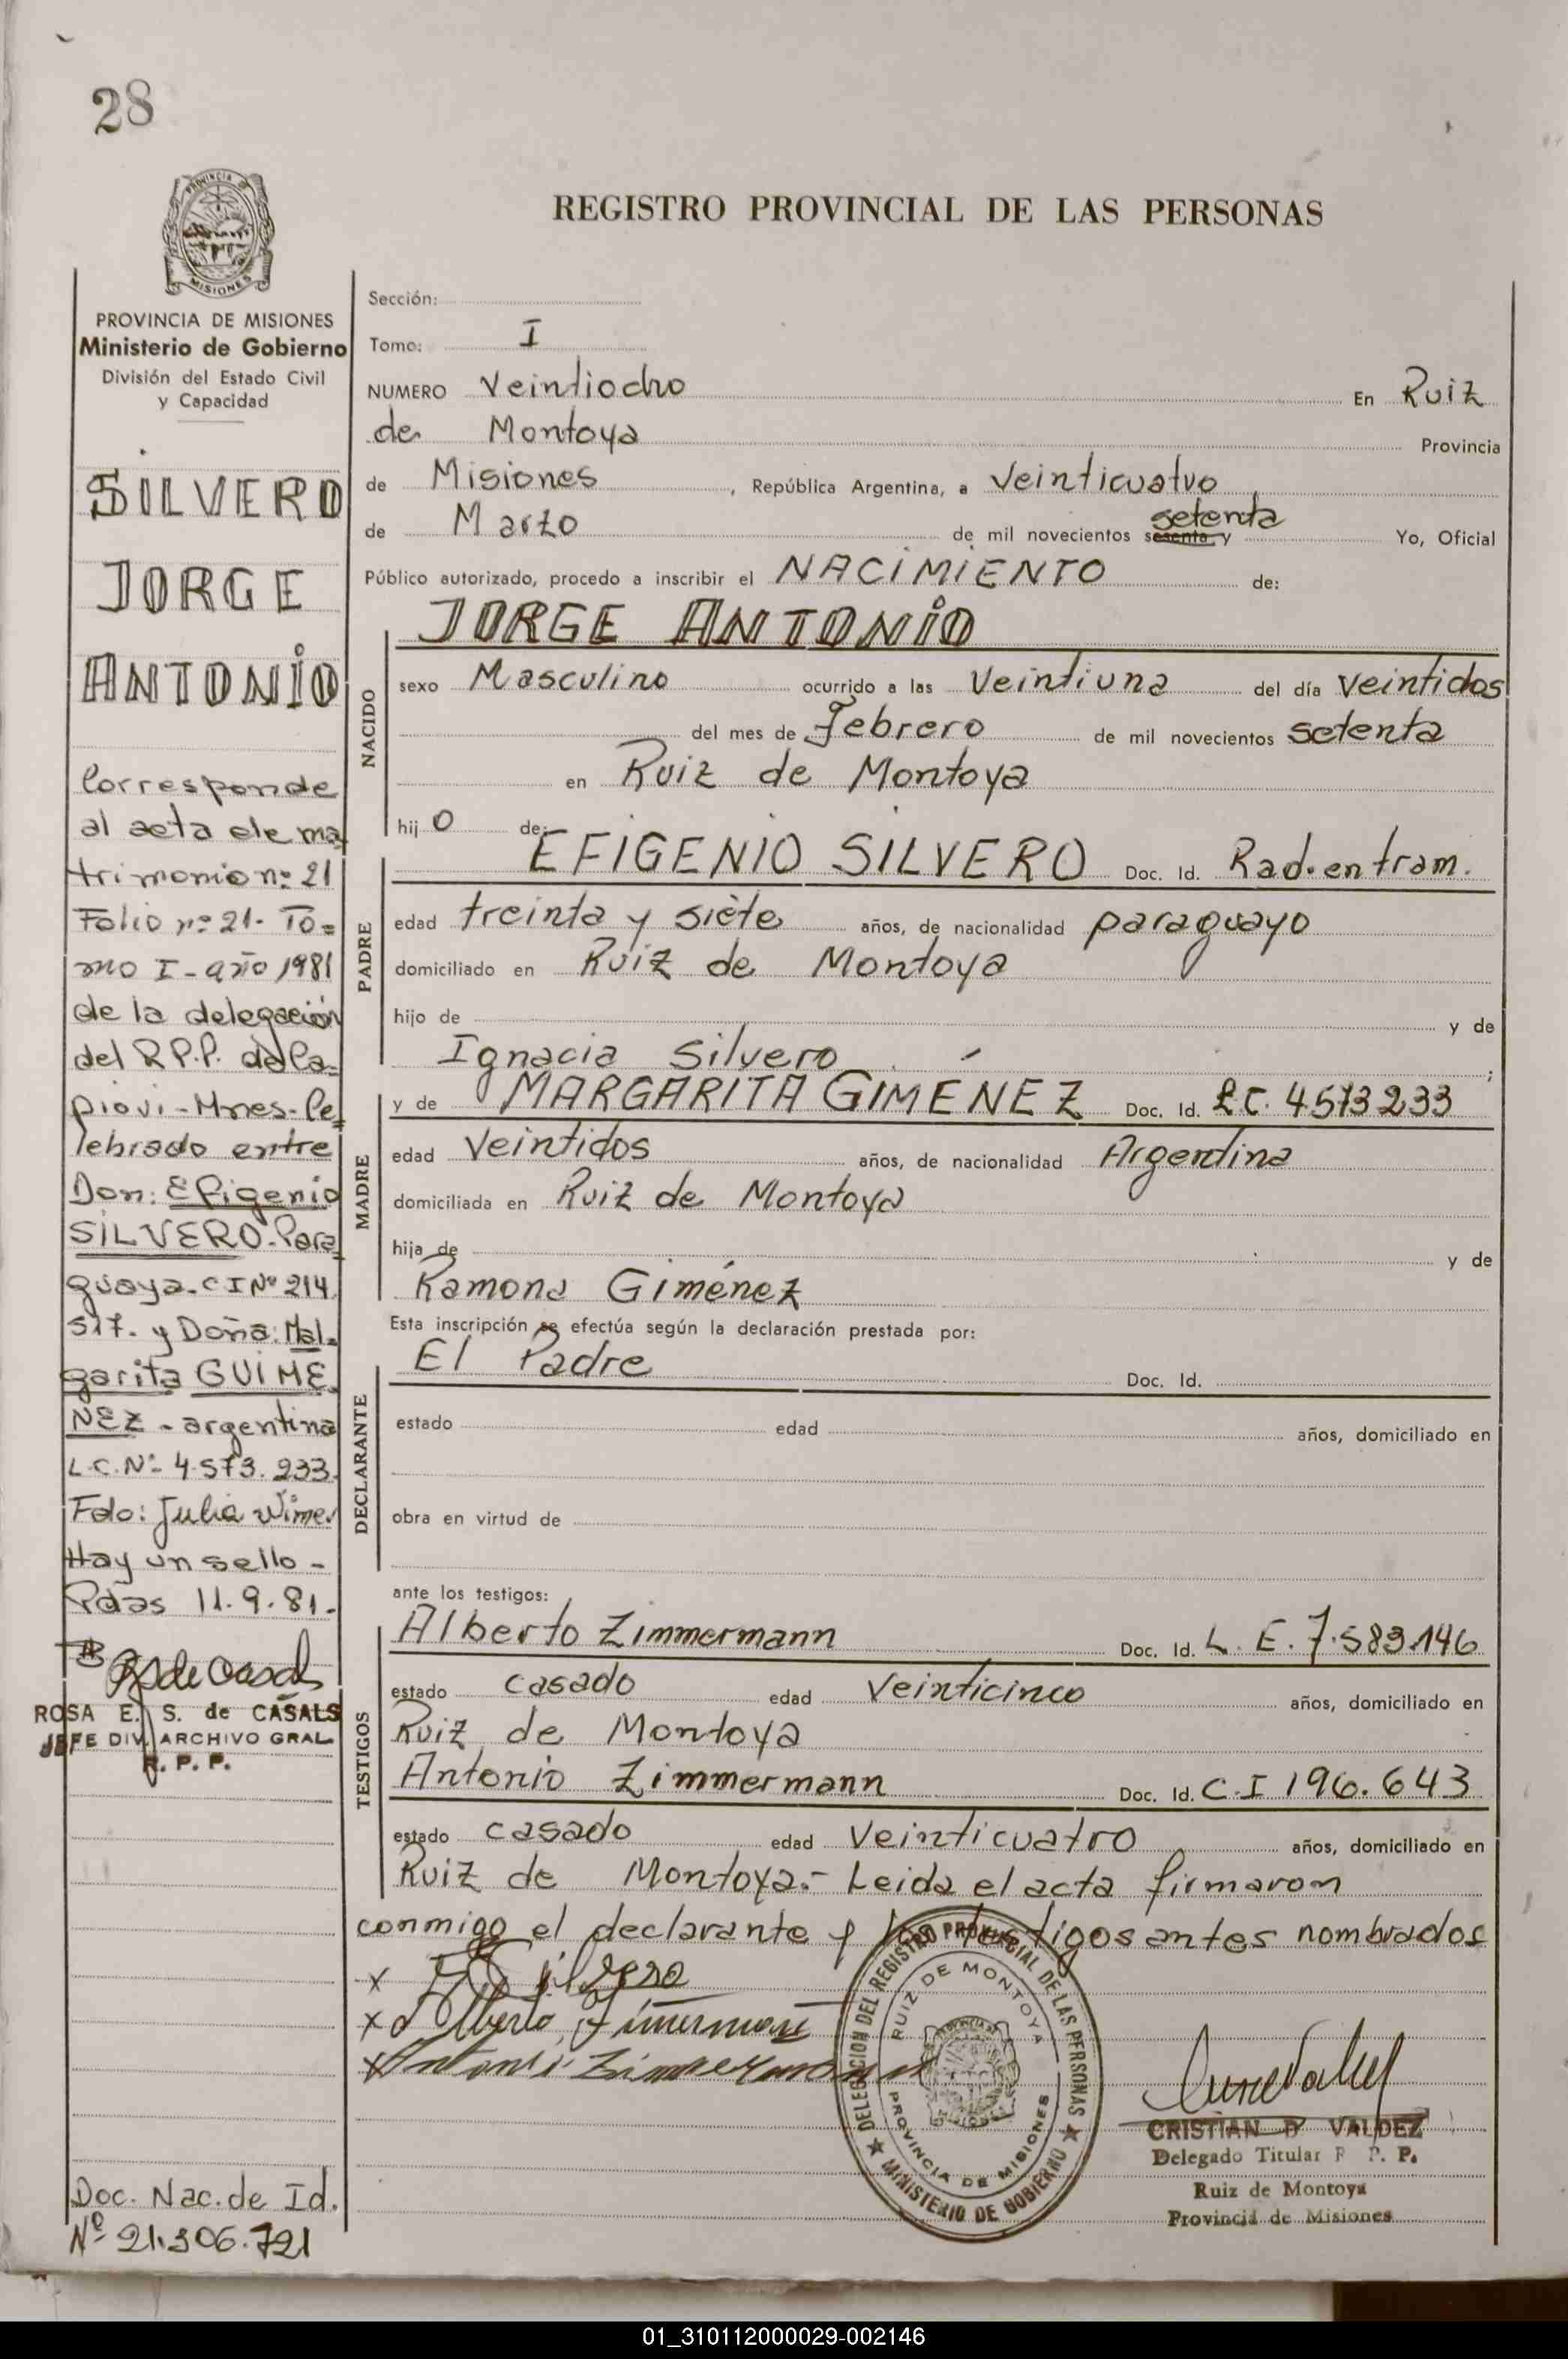 28
PROVINCIA DE MISIONES
Ministerio de Gobierno
División del Estado Civil
y Capacidad
SILVERO
JORGE
ANTONIO
Corresponde
al acta de ma
trimonio nº 21
Folio nº 21- To=
mo I - año 1981
de la delegación
del R.P.P. de Ca=
piovi - Mnes- Ce
lebrado entre
Don: Efigenio
SILVERO - Para
guaya - C I Nº 214.
517. y Doña: Mal=
garita GUIME
NEZ - argentina
L.C. Nº 4.573.233.
Fdo: Julia
Hay un sello -
Pdas 11.9.81.
ROSA E. S. de CASALS
JEFE DIV. ARCHIVO GRAL.
R. P. P.
Doc. Nac. de Id.
Nº 21.306.721
REGISTRO PROVINCIAL DE LAS PERSONAS
Sección:
Tomo: I
NUMERO Veintiocho En Ruiz
de Montoya Provincia
de Misiones , República Argentina, a Veinticuatro
de Marzo de mil novecientos sesenta y setenta Yo, Oficial
Público autorizado, procedo a inscribir el NACIMIENTO de:
JORGE ANTONIO
NACIDO
sexo Masculino ocurrido a las Veintiuna del día Veintidos
del mes de Febrero de mil novecientos setenta
en Ruiz de Montoya
hij o de:
EFIGENIO SILVERO Doc. Id. Rad. en tram.
PADRE
edad treinta y siete años, de nacionalidad paraguayo
domiciliado en Ruiz de Montoya
hijo de y de
Ignacia Silvero ;
y de MARGARITA GIMÉNEZ Doc. Id. L.C. 4573233
MADRE
edad Veintidos años, de nacionalidad Argentina
domiciliada en Ruiz de Montoya
hija de y de
Ramona Giménez
Esta inscripción se efectúa según la declaración prestada por:
El Padre Doc. Id.
DECLARANTE
estado edad años, domiciliado en
obra en virtud de
ante los testigos:
Alberto Zimmermann Doc. Id. L. E. 7.583.146
TESTIGOS
estado casado edad Veinticinco años, domiciliado en
Ruiz de Montoya
Antonio Zimmermann Doc. Id. C.I 196.643
estado casado edad Veinticuatro años, domiciliado en
Ruiz de Montoya.- Leida el acta firmaron
conmigo el declarante y los testigos antes nombrados
x Silvero
x Alberto Zimermann
x Antonio Zimmermann
DELEGACION DEL REGISTRO PROVINCIAL DE LAS PERSONAS
RUIZ DE MONTOYA
PROVINCIA DE MISIONES
★ MINISTERIO DE GOBIERNO ★
CRISTIAN D VALDEZ
Delegado Titular R P. P.
Ruiz de Montoya
Provincia de Misiones
01_310112000029-002146